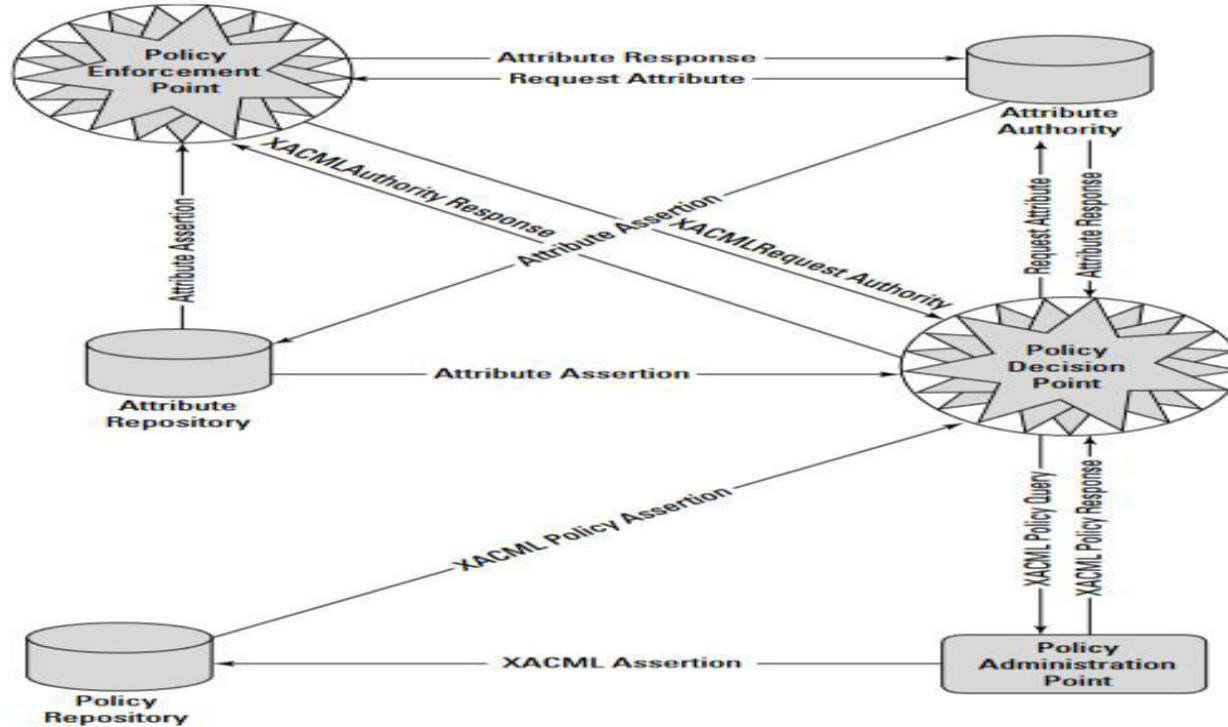 Policy
Enforcement
Point
Attribute Response
Request Attribute
Attribute
Authority
XACMLAuthority Response
XACMLRequest Authority
Attribute Assertion
Attribute Assertion
Request Attribute
Attribute Response
Attribute
Repository
Attribute Assertion
Policy
Decision
Point
XACML Policy Assertion
XACML Policy Query
XACML Policy Response
Policy
Repository
XACML Assertion
Policy
Administration
Point